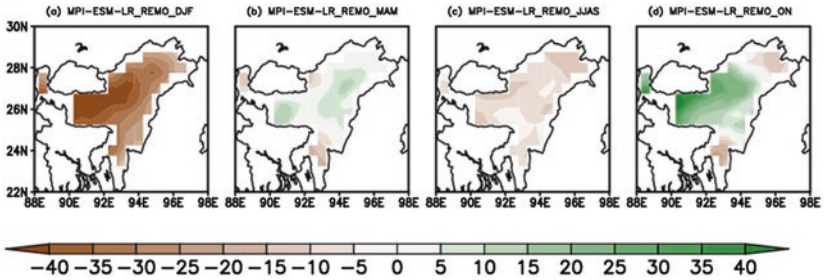 (a) MPI-ESM-LR_REMO_DJF (b) MPI-ESM-LR_REMO_MAM (c) MPI-ESM-LR_REMO_JJAS (d) MPI-ESM-LR_REMO_ON
30N
28N
26N
24N
22N
88E 90E 92E 94E 96E 98E 88E 90E 92E 94E 96E 98E 88E 90E 92E 94E 96E 98E 88E 90E 92E 94E 96E 98E
-40 -35 -30 -25 -20 -15 -10 -5 0 5 10 15 20 25 30 35 40